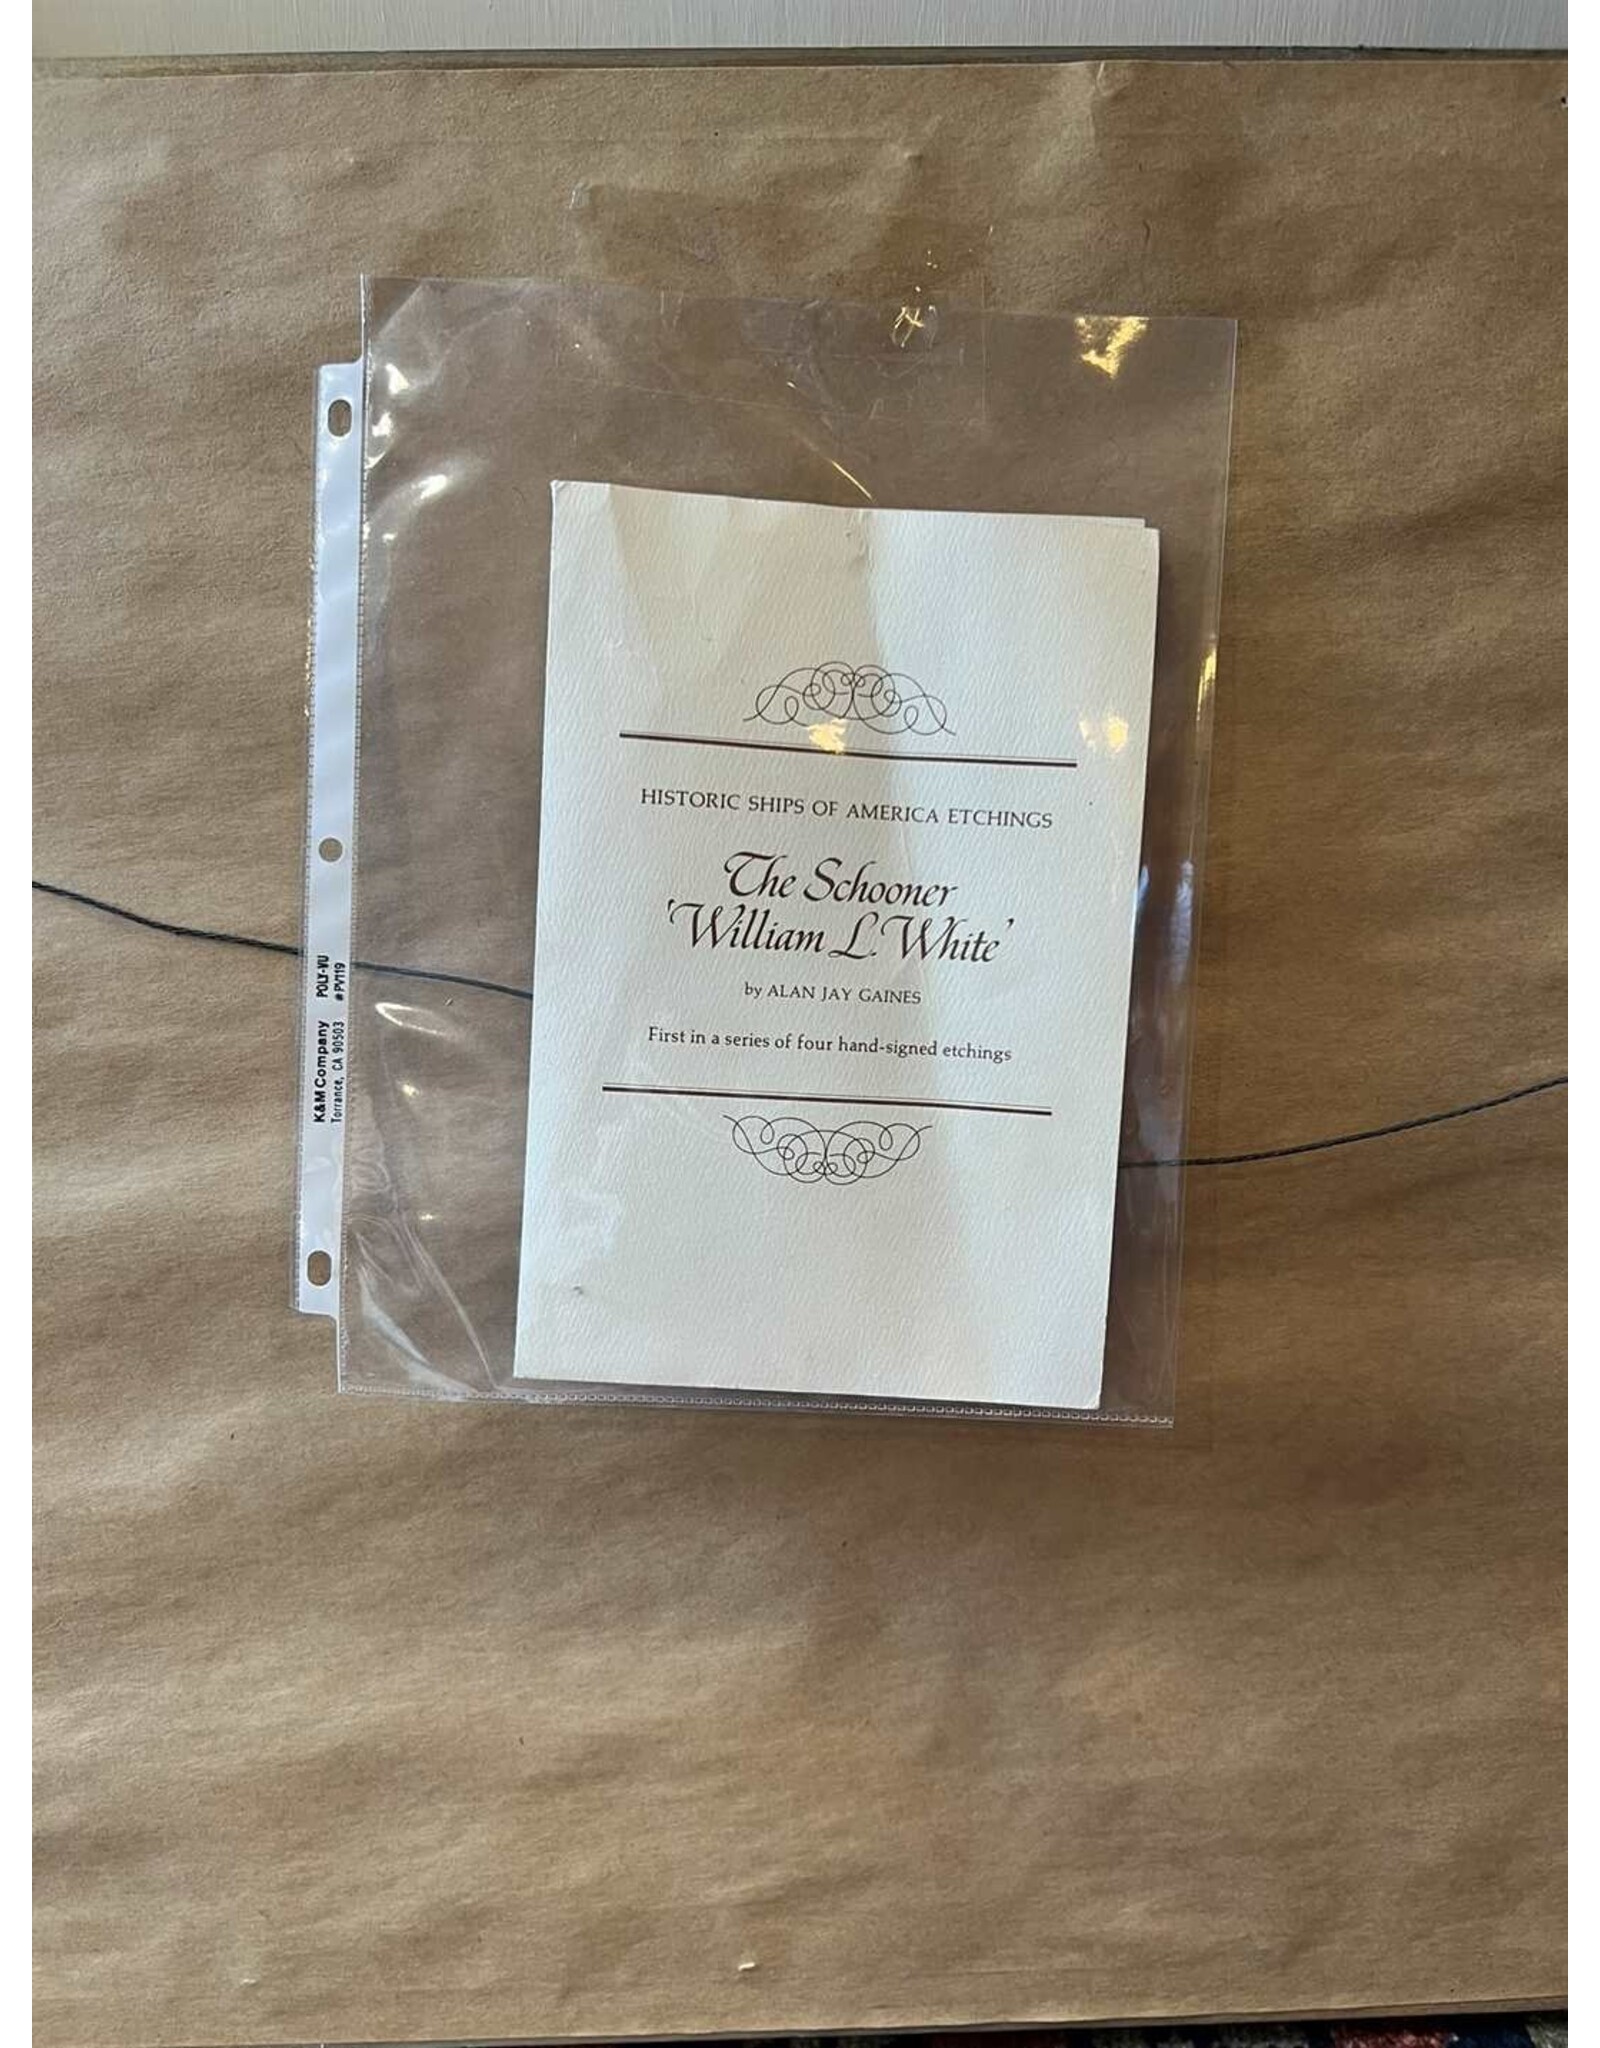 HISTORIC SHIPS OF AMERICA ETCHINGS
The Schooner
'William L. White'
by ALAN JAY GAINES
First in a series of four hand-signed etchings
K&M Company POLY-VU
Torrance, CA 90503 #PV119